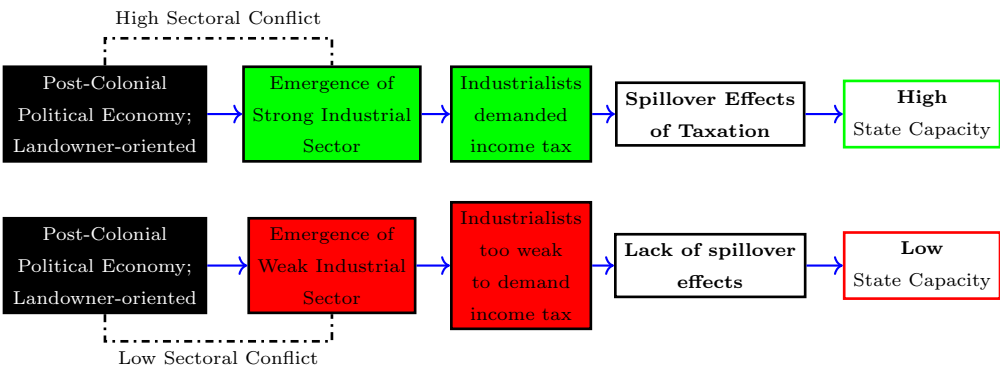 High Sectoral Conflict
Post-Colonial
Political Economy;
Landowner-oriented
Emergence of
Strong Industrial
Sector
Industrialists
demanded
income tax
Spillover Effects
of Taxation
High
State Capacity
Post-Colonial
Political Economy;
Landowner-oriented
Emergence of
Weak Industrial
Sector
Industrialists
too weak
to demand
income tax
Lack of spillover
effects
Low
State Capacity
Low Sectoral Conflict